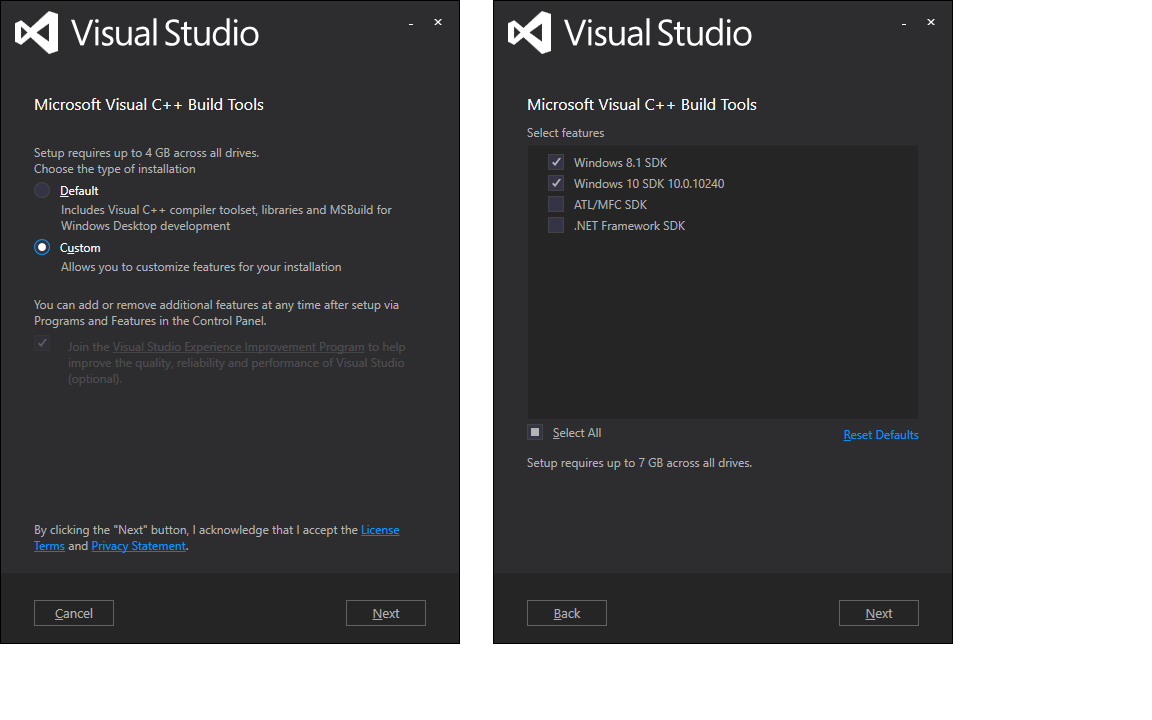 Visual Studio
Microsoft Visual C++ Build Tools
Setup requires up to 4 GB across all drives.
Choose the type of installation
Default
Includes Visual C++ compiler toolset, libraries and MSBuild for
Windows Desktop development
Custom
Allows you to customize features for your installation
You can add or remove additional features at any time after setup via
Programs and Features in the Control Panel.
Join the Visual Studio Experience Improvement Program to help
improve the quality, reliability and performance of Visual Studio
(optional).
By clicking the "Next" button, I acknowledge that I accept the License
Terms and Privacy Statement.
Cancel
Next
Visual Studio
Microsoft Visual C++ Build Tools
Select features
Windows 8.1 SDK
Windows 10 SDK 10.0.10240
ATL/MFC SDK
.NET Framework SDK
Select All
Reset Defaults
Setup requires up to 7 GB across all drives.
Back
Next